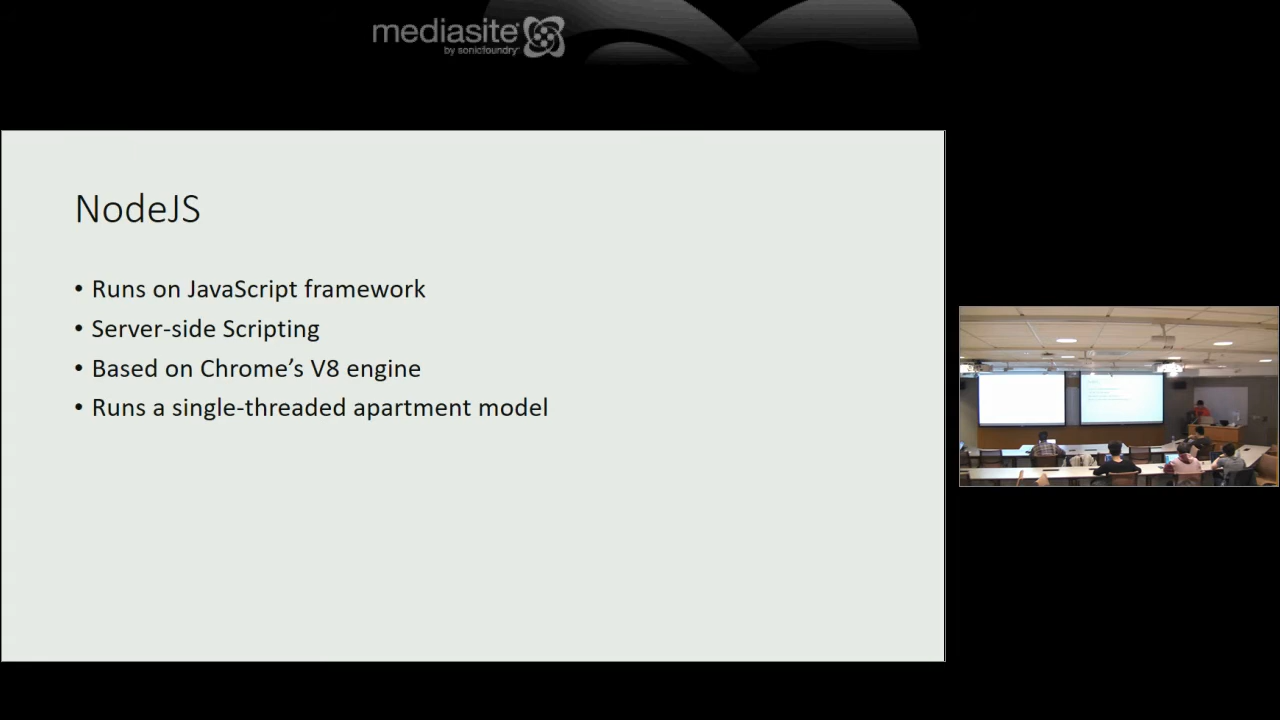 mediasite
by sonicfoundry
NodeJS
• Runs on JavaScript framework
• Server-side Scripting
• Based on Chrome’s V8 engine
• Runs a single-threaded apartment model